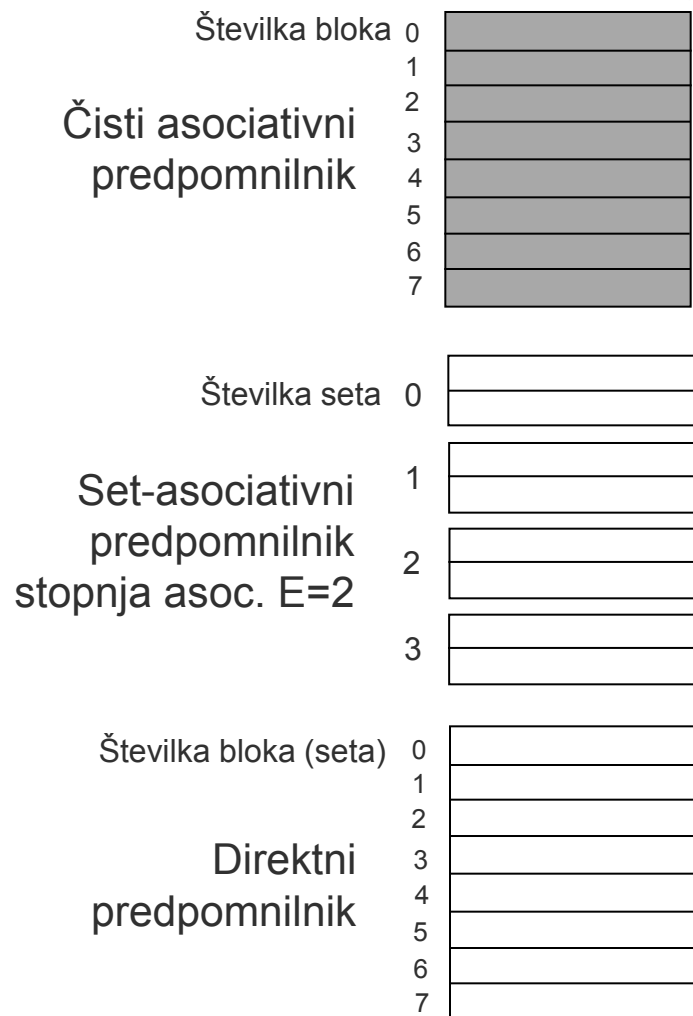 Številka bloka 0
1
2
3
4
5
6
7
Čisti asociativni
predpomnilnik
Številka seta 0
1
2
3
Set-asociativni
predpomnilnik
stopnja asoc. E=2
Številka bloka (seta) 0
1
2
3
4
5
6
7
Direktni
predpomnilnik